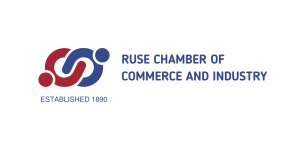 RUSE CHAMBER OF
COMMERCE AND INDUSTRY
ESTABLISHED 1890